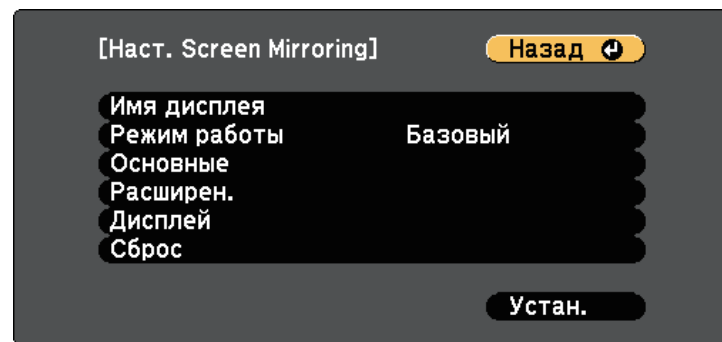 [Наст. Screen Mirroring] Назад
Имя дисплея
Режим работы Базовый
Основные
Расширен.
Дисплей
Сброс
Устан.